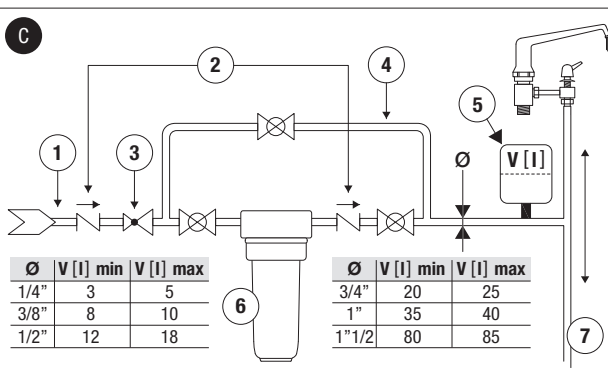 C
2
4
5
1
3
Ø
V [l]
Ø V [l] min V [l] max
1/4” 3 5
3/8” 8 10
1/2” 12 18
6
Ø V [l] min V [l] max
3/4” 20 25
1” 35 40
1”1/2 80 85
7